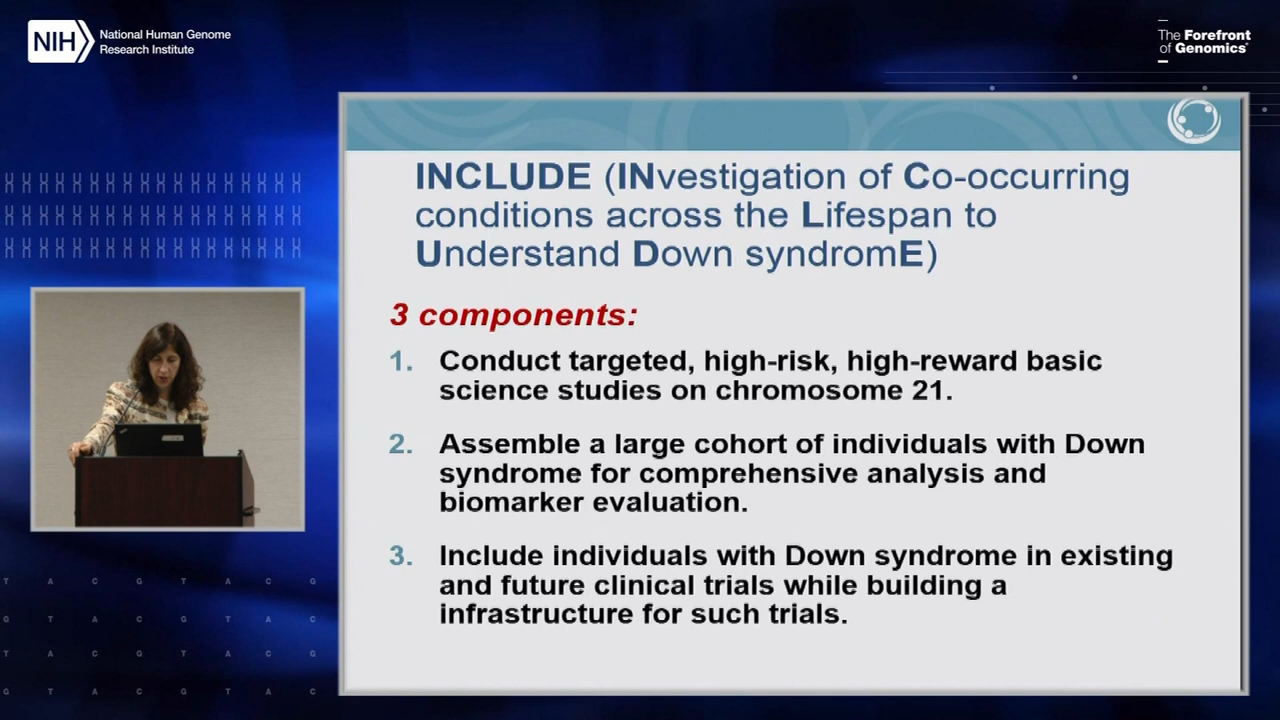 NIH
National Human Genome
Research Institute
The Forefront
of Genomics®
INCLUDE (INvestigation of Co-occurring
conditions across the Lifespan to
Understand Down syndromE)
3 components:
1. Conduct targeted, high-risk, high-reward basic
science studies on chromosome 21.
2. Assemble a large cohort of individuals with Down
syndrome for comprehensive analysis and
biomarker evaluation.
3. Include individuals with Down syndrome in existing
and future clinical trials while building a
infrastructure for such trials.
T A C G T A C G
G T A C G T A C
T A C G T A C G
G T A C G T A C